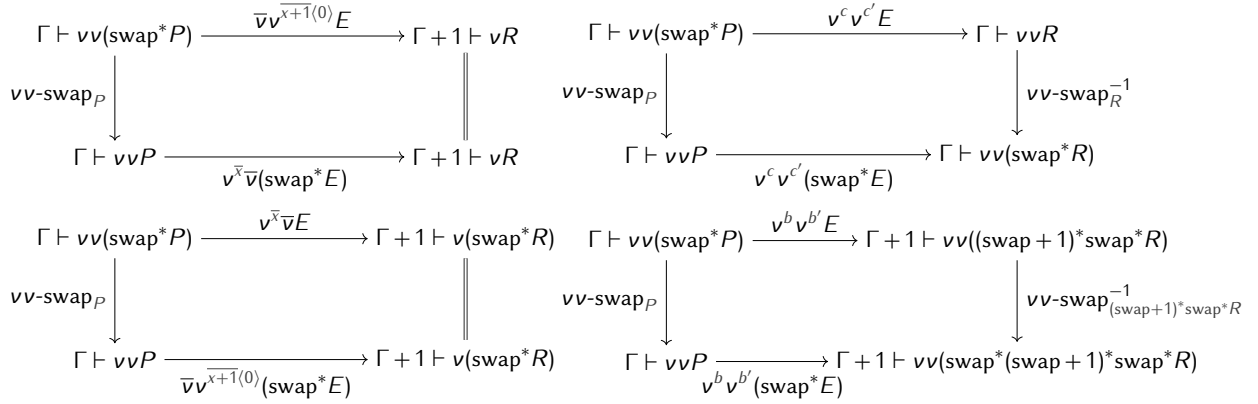 ν̅ν^{\overline{x+1}⟨0⟩}E
Γ ⊢ νν(swap*P) ⟶ Γ + 1 ⊢ νR
νν-swap_P
Γ ⊢ ννP ⟶ Γ + 1 ⊢ νR
ν^{x̅}ν̅(swap*E)
ν^c ν^{c′}E
Γ ⊢ νν(swap*P) ⟶ Γ ⊢ ννR
νν-swap_P νν-swap_R^{−1}
Γ ⊢ ννP ⟶ Γ ⊢ νν(swap*R)
ν^c ν^{c′}(swap*E)
ν^{x̅}ν̅E
Γ ⊢ νν(swap*P) ⟶ Γ + 1 ⊢ ν(swap*R)
νν-swap_P
Γ ⊢ ννP ⟶ Γ + 1 ⊢ ν(swap*R)
ν̅ν^{\overline{x+1}⟨0⟩}(swap*E)
ν^b ν^{b′}E
Γ ⊢ νν(swap*P) ⟶ Γ + 1 ⊢ νν((swap + 1)*swap*R)
νν-swap_P νν-swap^{−1}_{(swap+1)*swap*R}
Γ ⊢ ννP ⟶ Γ + 1 ⊢ νν(swap*(swap + 1)*swap*R)
ν^b ν^{b′}(swap*E)